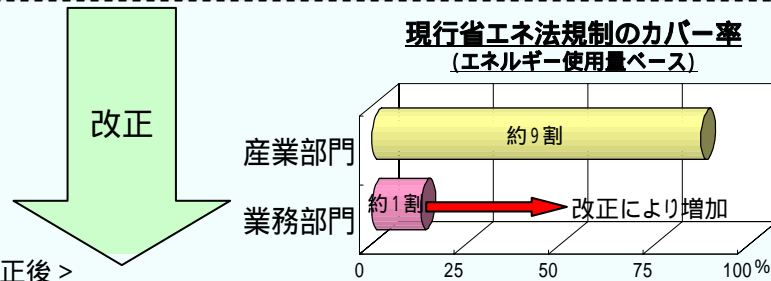 現行省エネ法規制のカバー率
(エネルギー使用量ベース)
改正
産業部門
約9割
業務部門
約1割
改正により増加
0 25 50 75 100 %
正後 >